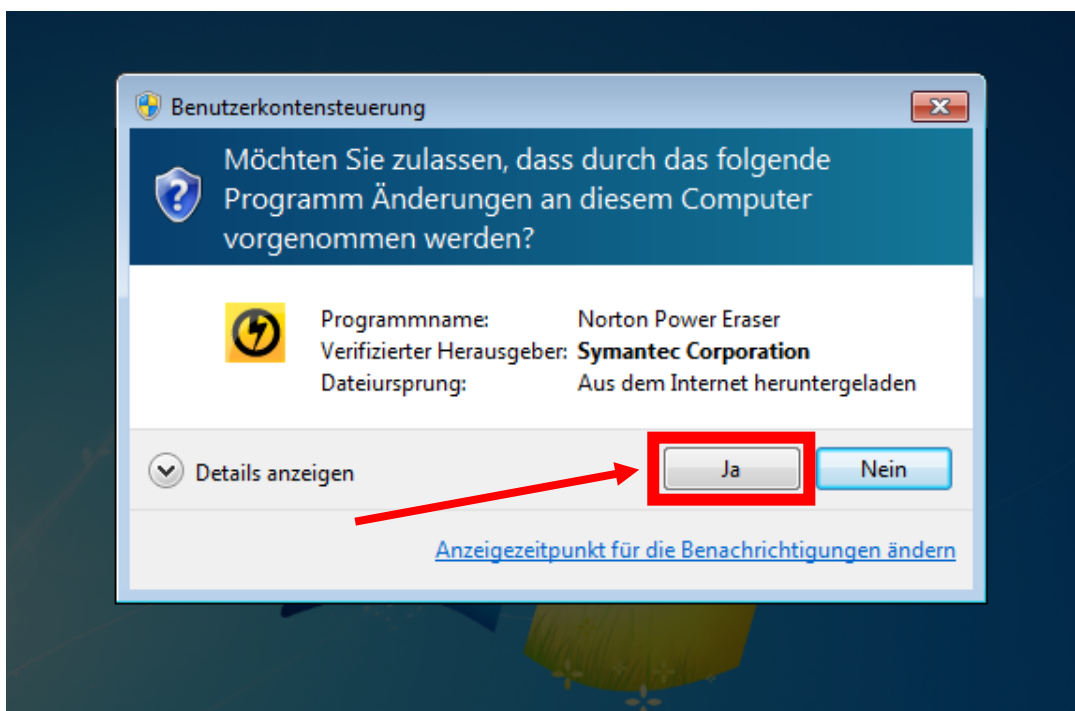 Benutzerkontensteuerung
Möchten Sie zulassen, dass durch das folgende
Programm Änderungen an diesem Computer
vorgenommen werden?
Programmname: Norton Power Eraser
Verifizierter Herausgeber: Symantec Corporation
Dateiursprung: Aus dem Internet heruntergeladen
Details anzeigen Ja Nein
Anzeigezeitpunkt für die Benachrichtigungen ändern